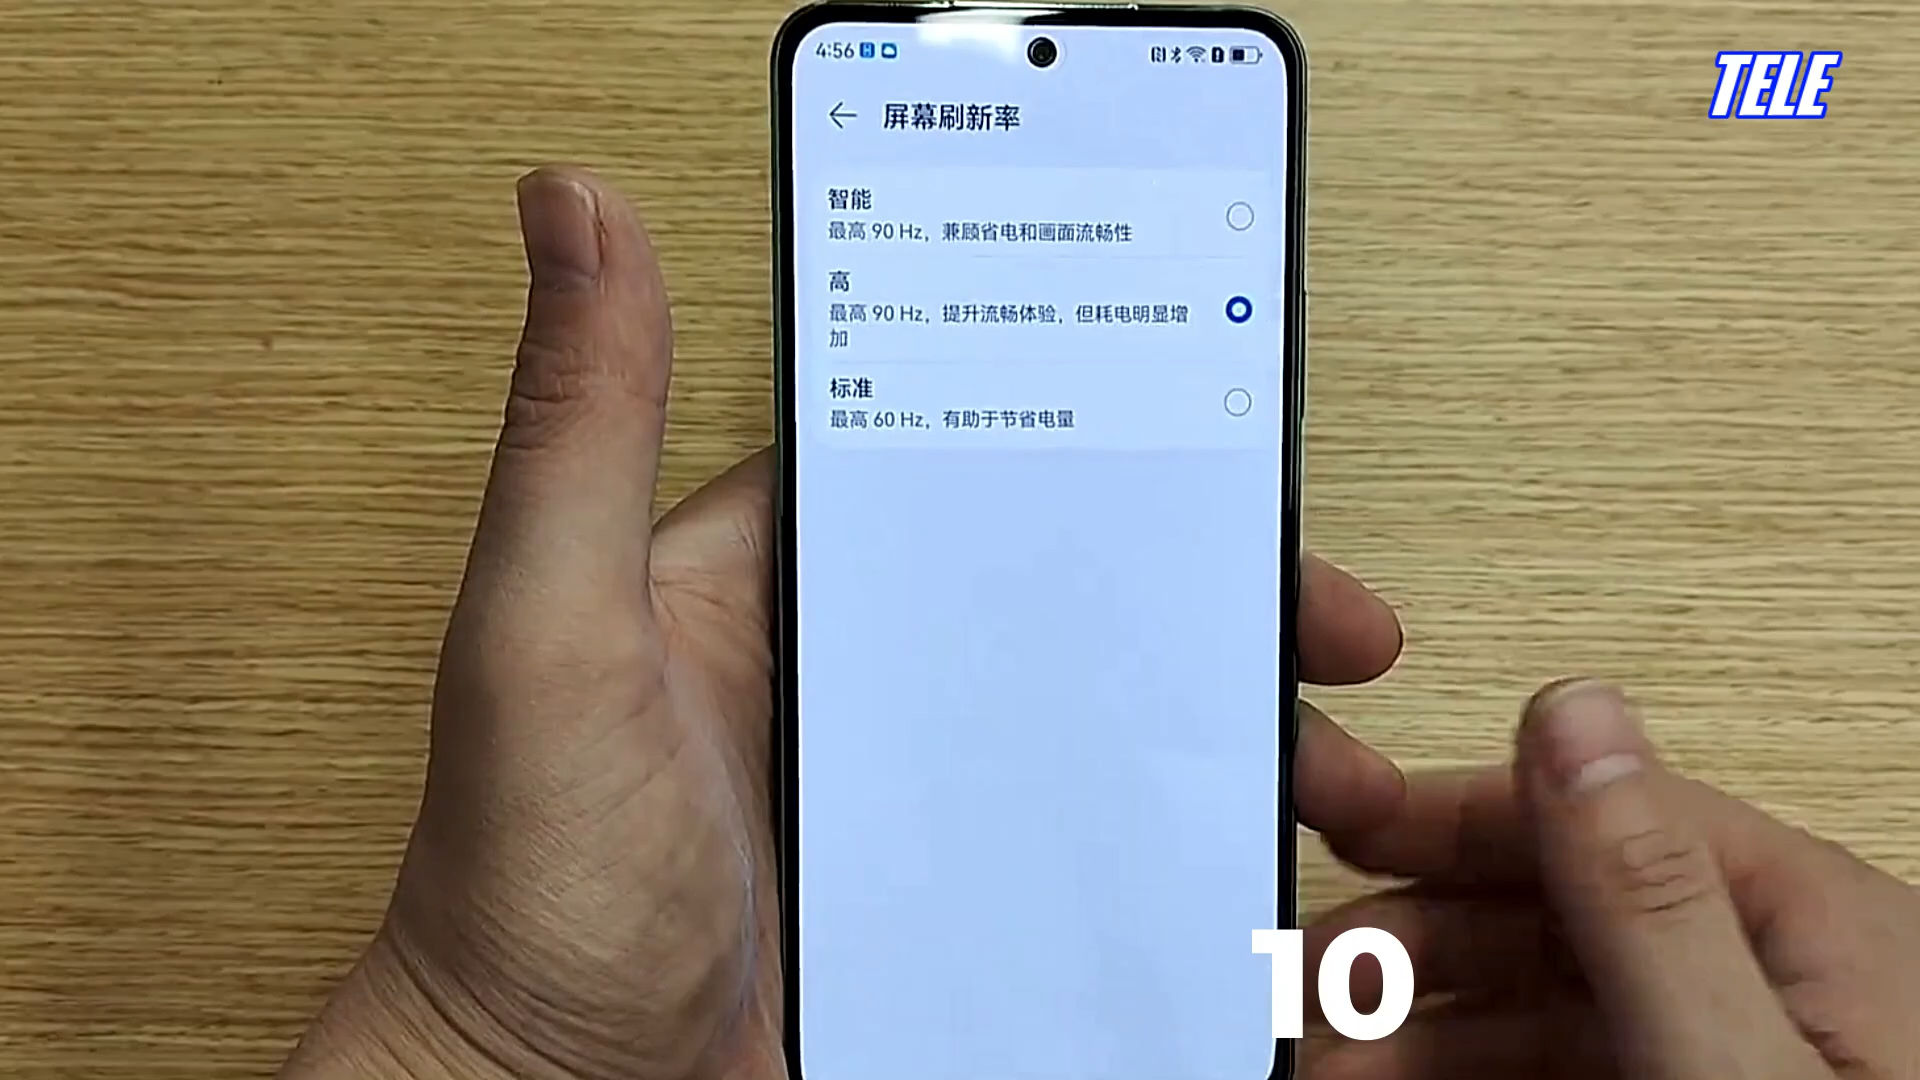 TELE
4:56
屏幕刷新率
智能
最高 90 Hz，兼顾省电和画面流畅性
高
最高 90 Hz，提升流畅体验，但耗电明显增
加
标准
最高 60 Hz，有助于节省电量
10